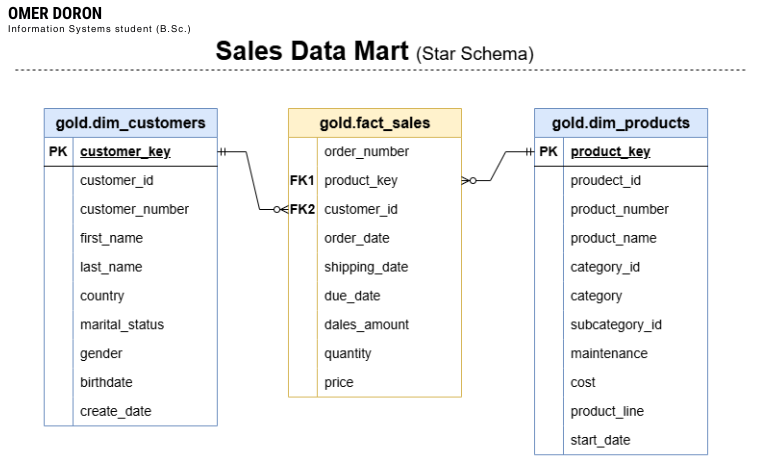 OMER DORON
Information Systems student (B.Sc.)
Sales Data Mart (Star Schema)
gold.dim_customers
PK customer_key
customer_id
customer_number
first_name
last_name
country
marital_status
gender
birthdate
create_date
gold.fact_sales
order_number
FK1 product_key
FK2 customer_id
order_date
shipping_date
due_date
dales_amount
quantity
price
gold.dim_products
PK product_key
proudect_id
product_number
product_name
category_id
category
subcategory_id
maintenance
cost
product_line
start_date